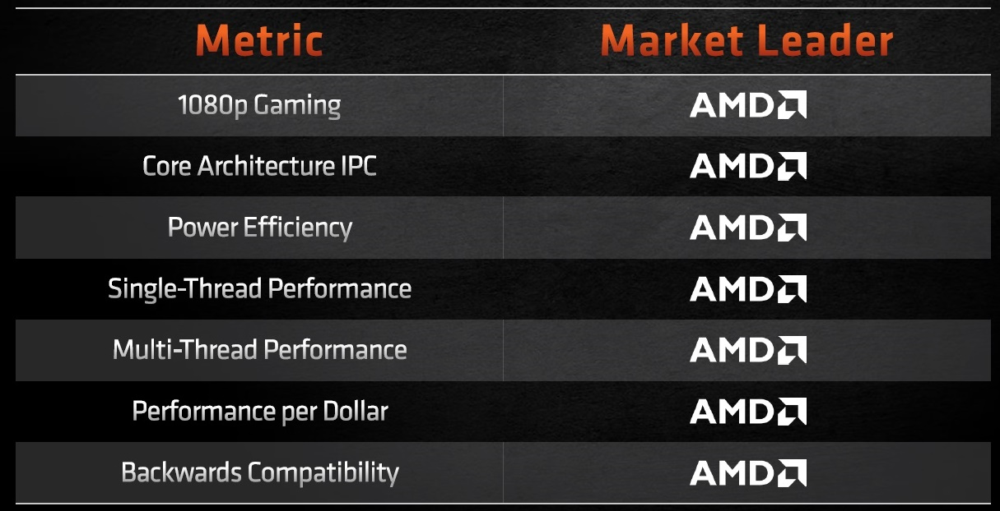 Metric Market Leader
1080p Gaming AMD
Core Architecture IPC AMD
Power Efficiency AMD
Single-Thread Performance AMD
Multi-Thread Performance AMD
Performance per Dollar AMD
Backwards Compatibility AMD